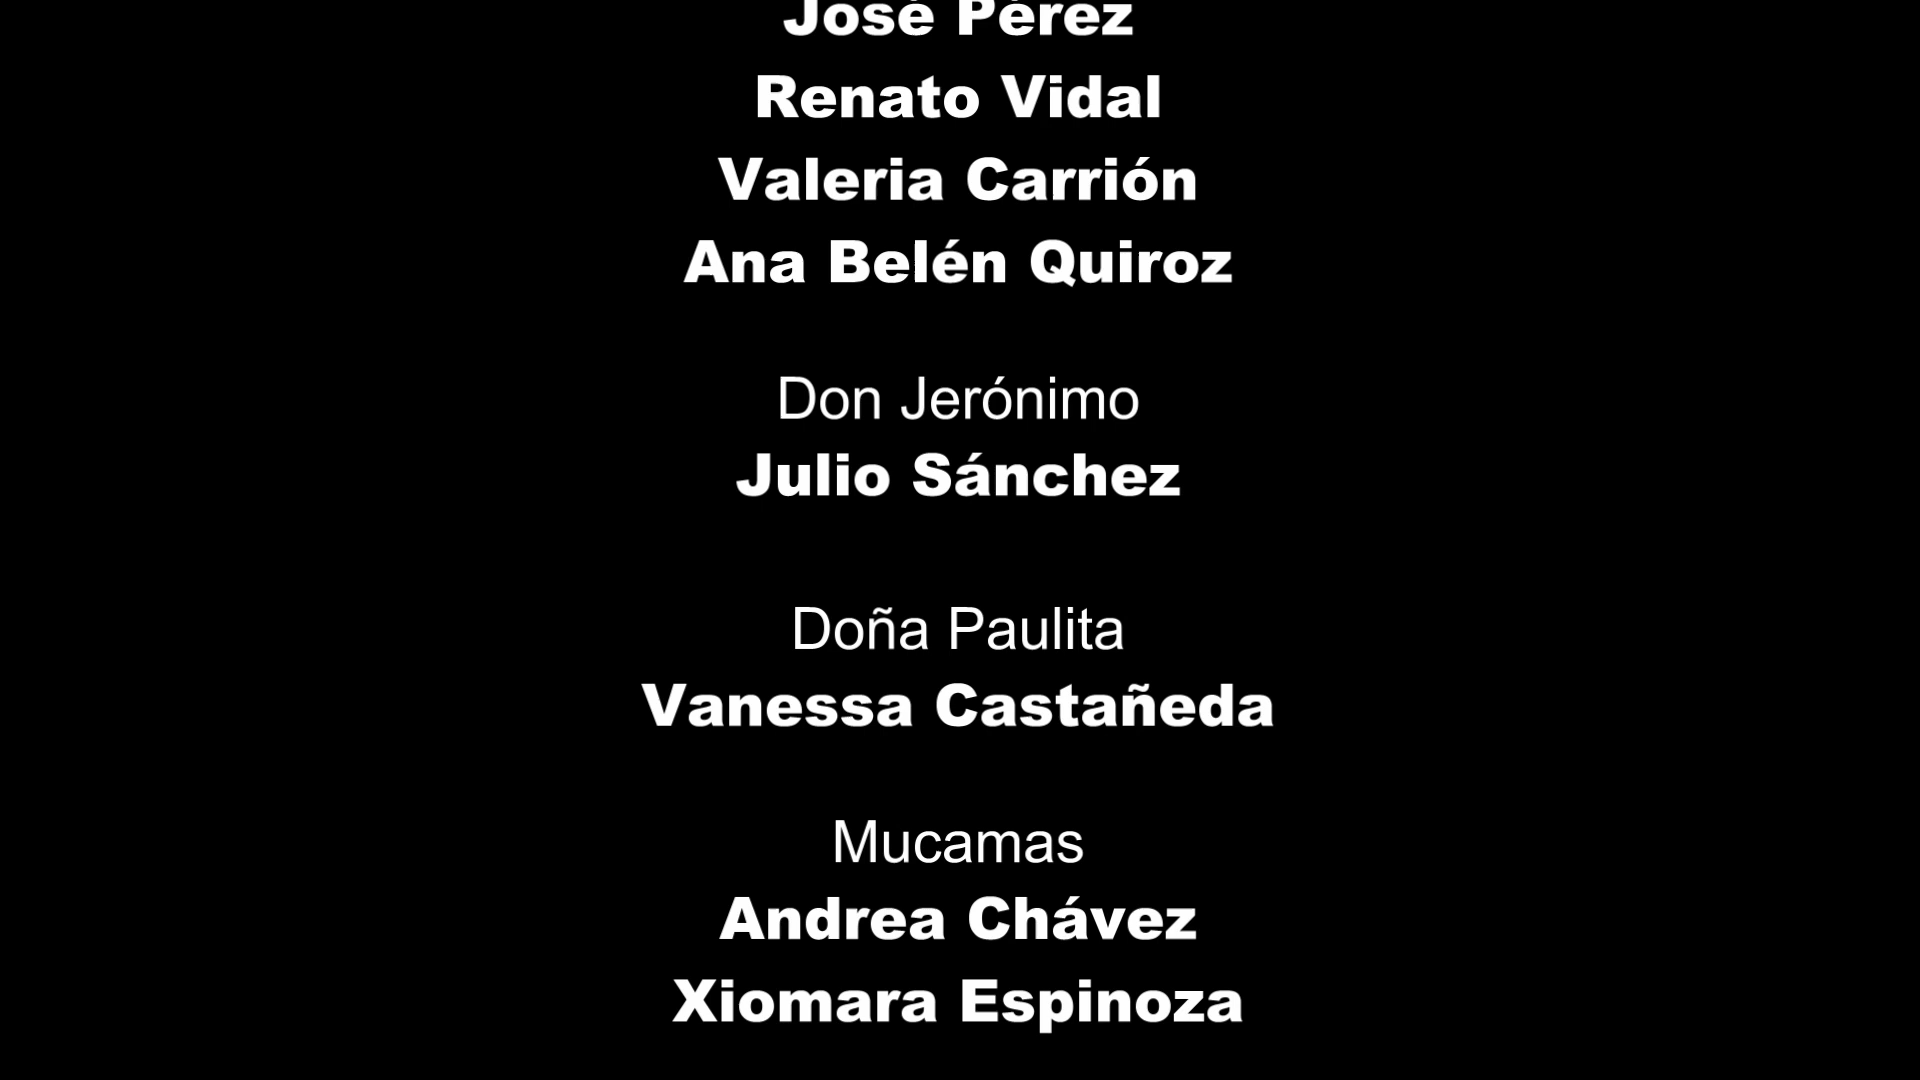 José Pérez
Renato Vidal
Valeria Carrión
Ana Belén Quiroz
Don Jerónimo
Julio Sánchez
Doña Paulita
Vanessa Castañeda
Mucamas
Andrea Chávez
Xiomara Espinoza